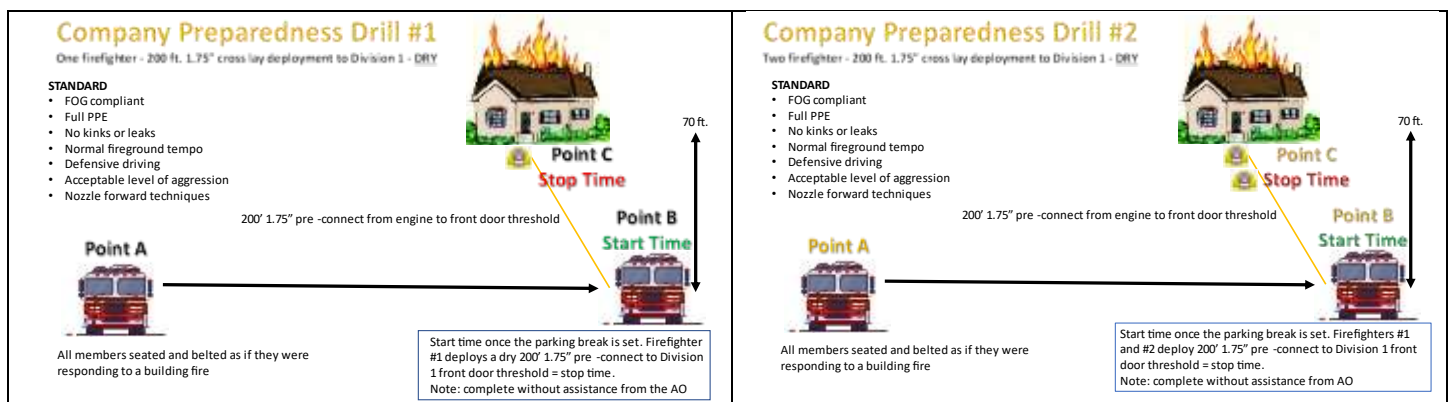 Company Preparedness Drill #1
One firefighter - 200 ft. 1.75" cross lay deployment to Division 1 - DRY
STANDARD
• FOG compliant
• Full PPE
• No kinks or leaks
• Normal fireground tempo
• Defensive driving
• Acceptable level of aggression
• Nozzle forward techniques
70 ft.
Point C
Stop Time
200' 1.75" pre -connect from engine to front door threshold
Point B
Start Time
Point A
All members seated and belted as if they were
responding to a building fire
Start time once the parking break is set. Firefighter
#1 deploys a dry 200' 1.75" pre -connect to Division
1 front door threshold = stop time.
Note: complete without assistance from the AO
Company Preparedness Drill #2
Two firefighter - 200 ft. 1.75" cross lay deployment to Division 1 - DRY
STANDARD
• FOG compliant
• Full PPE
• No kinks or leaks
• Normal fireground tempo
• Defensive driving
• Acceptable level of aggression
• Nozzle forward techniques
70 ft.
Point C
Stop Time
200' 1.75" pre -connect from engine to front door threshold
Point B
Start Time
Point A
All members seated and belted as if they were
responding to a building fire
Start time once the parking break is set. Firefighters #1
and #2 deploy 200' 1.75" pre -connect to Division 1 front
door threshold = stop time.
Note: complete without assistance from AO